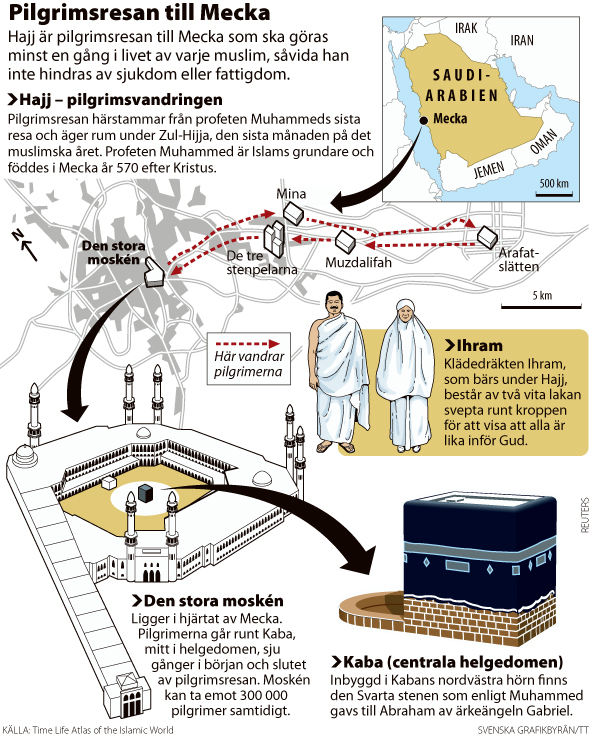 Pilgrimsresan till Mecka
Hajj är pilgrimsresan till Mecka som ska göras
minst en gång i livet av varje muslim, såvida han
inte hindras av sjukdom eller fattigdom.
Hajj – pilgrimsvandringen
Pilgrimsresan härstammar från profeten Muhammeds sista
resa och äger rum under Zul-Hijja, den sista månaden på det
muslimska året. Profeten Muhammed är Islams grundare och
föddes i Mecka år 570 efter Kristus.
IRAK
IRAN
SAUDI-
ARABIEN
Mecka
OMAN
JEMEN
500 km
N
Mina
Den stora
moskén
De tre
stenpelarna
Muzdalifah
Arafat-
slätten
5 km
Här vandrar
pilgrimerna
Ihram
Klädedräkten Ihram,
som bärs under Hajj,
består av två vita lakan
svepta runt kroppen
för att visa att alla är
lika inför Gud.
REUTERS
Den stora moskén
Ligger i hjärtat av Mecka.
Pilgrimerna går runt Kaba,
mitt i helgedomen, sju
gånger i början och slutet
av pilgrimsresan. Moskén
kan ta emot 300 000
pilgrimer samtidigt.
Kaba (centrala helgedomen)
Inbyggd i Kabans nordvästra hörn finns
den Svarta stenen som enligt Muhammed
gavs till Abraham av ärkeängeln Gabriel.
KÄLLA: Time Life Atlas of the Islamic World
SVENSKA GRAFIKBYRÅN/TT